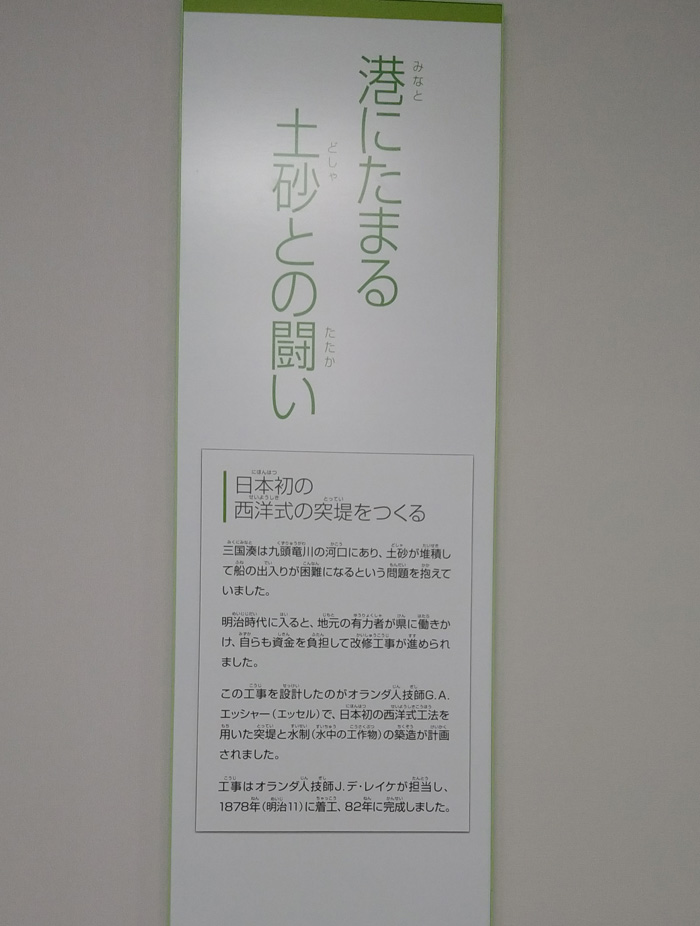 港にたまる
土砂との闘い
日本初の
西洋式の突堤をつくる
三国湊は九頭竜川の河口にあり、土砂が堆積し
て船の出入りが困難になるという問題を抱えて
いました。
明治時代に入ると、地元の有力者が県に働きか
け、自らも資金を負担して改修工事が進められ
ました。
この工事を設計したのがオランダ人技師G.A.
エッシャー（エッセル）で、日本初の西洋式工法を
用いた突堤と水制（水中の工作物）の築造が計画
されました。
工事はオランダ人技師J.デ・レイケが担当し、
1878年（明治11）に着工、82年に完成しました。